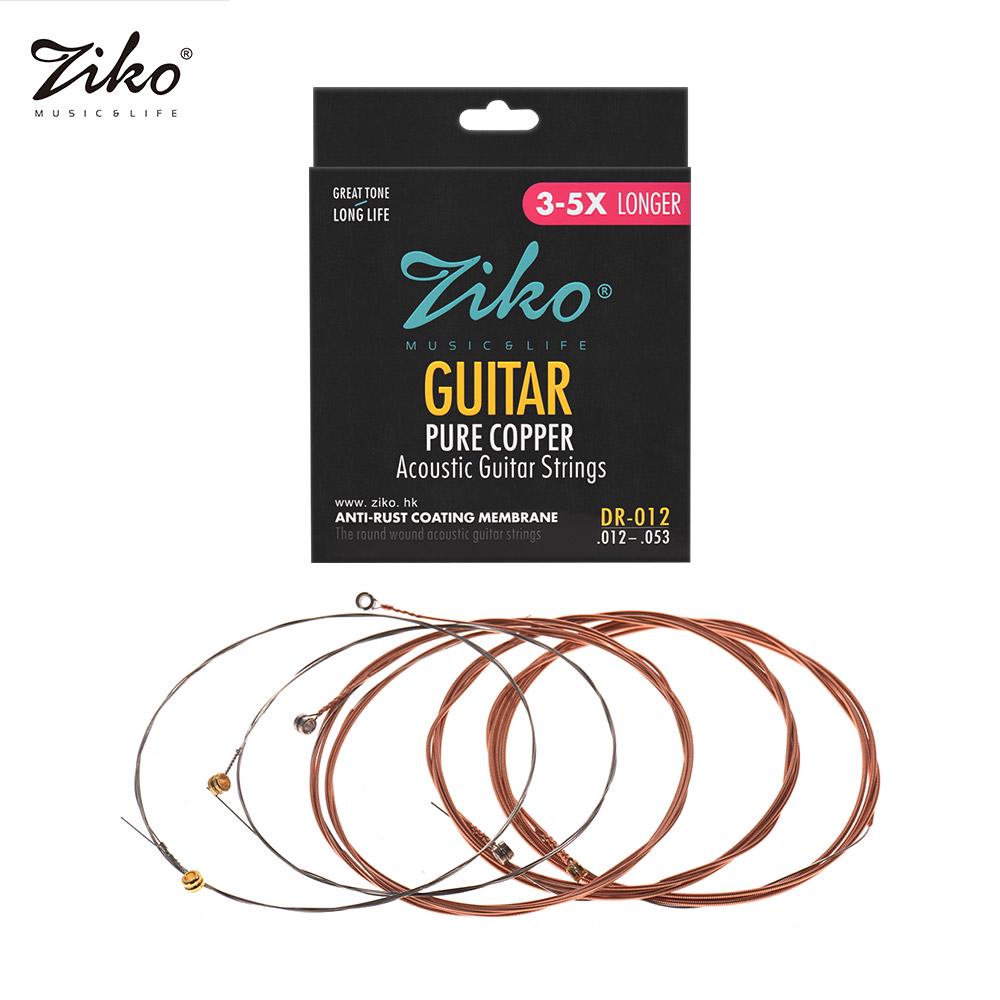 Ziko®
MUSIC & LIFE
GREAT TONE
LONG LIFE
3-5X LONGER
Ziko®
MUSIC & LIFE
GUITAR
PURE COPPER
Acoustic Guitar Strings
www. ziko. hk
ANTI-RUST COATING MEMBRANE
The round wound acoustic guitar strings
DR-012
.012-.053